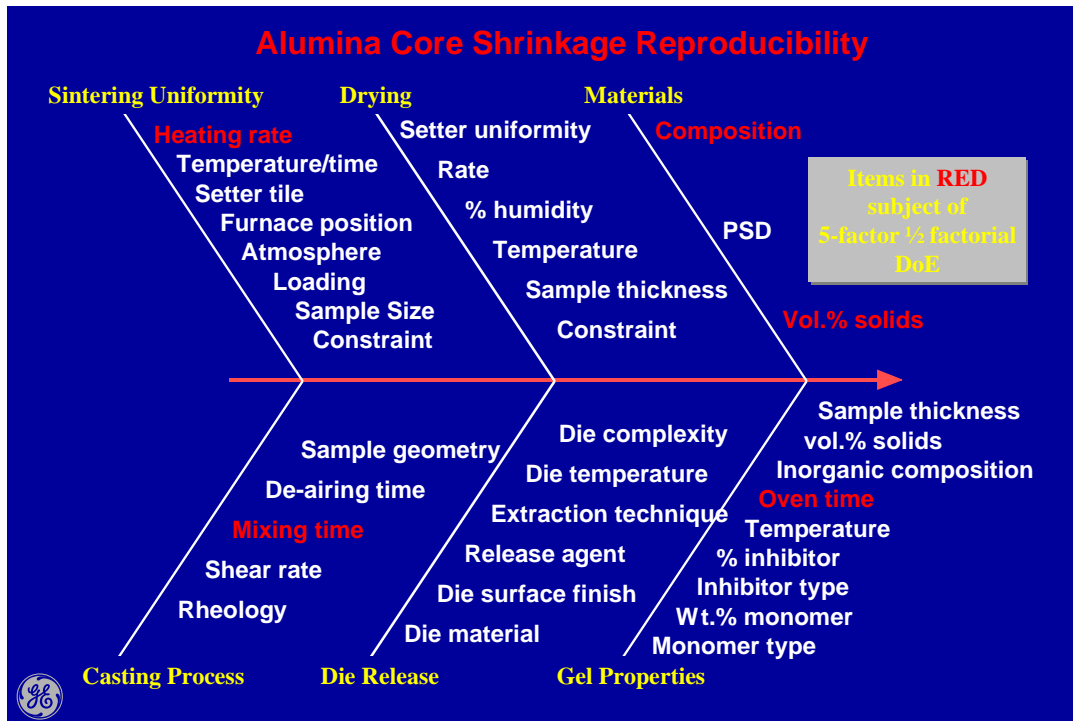 Alumina Core Shrinkage Reproducibility
Sintering Uniformity
Heating rate
Temperature/time
Setter tile
Furnace position
Atmosphere
Loading
Sample Size
Constraint
Drying
Setter uniformity
Rate
% humidity
Temperature
Sample thickness
Constraint
Materials
Composition
PSD
Vol.% solids
Items in RED
subject of
5-factor ½ factorial
DoE
Sample geometry
De-airing time
Mixing time
Shear rate
Rheology
Casting Process
Die complexity
Die temperature
Extraction technique
Release agent
Die surface finish
Die material
Die Release
Sample thickness
vol.% solids
Inorganic composition
Oven time
Temperature
% inhibitor
Inhibitor type
Wt.% monomer
Monomer type
Gel Properties
GE